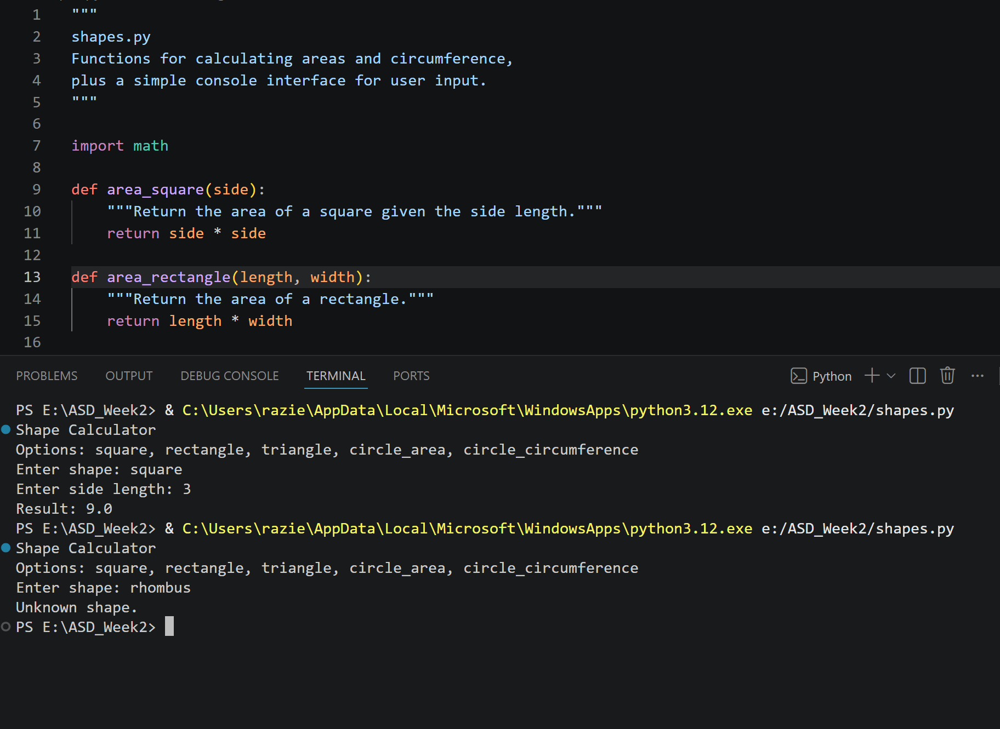 1 """
2 shapes.py
3 Functions for calculating areas and circumference,
4 plus a simple console interface for user input.
5 """
6
7 import math
8
9 def area_square(side):
10     """Return the area of a square given the side length."""
11     return side * side
12
13 def area_rectangle(length, width):
14     """Return the area of a rectangle."""
15     return length * width
16
PROBLEMS OUTPUT DEBUG CONSOLE TERMINAL PORTS Python
PS E:\ASD_Week2> & C:\Users\razie\AppData\Local\Microsoft\WindowsApps\python3.12.exe e:/ASD_Week2/shapes.py
Shape Calculator
Options: square, rectangle, triangle, circle_area, circle_circumference
Enter shape: square
Enter side length: 3
Result: 9.0
PS E:\ASD_Week2> & C:\Users\razie\AppData\Local\Microsoft\WindowsApps\python3.12.exe e:/ASD_Week2/shapes.py
Shape Calculator
Options: square, rectangle, triangle, circle_area, circle_circumference
Enter shape: rhombus
Unknown shape.
PS E:\ASD_Week2>